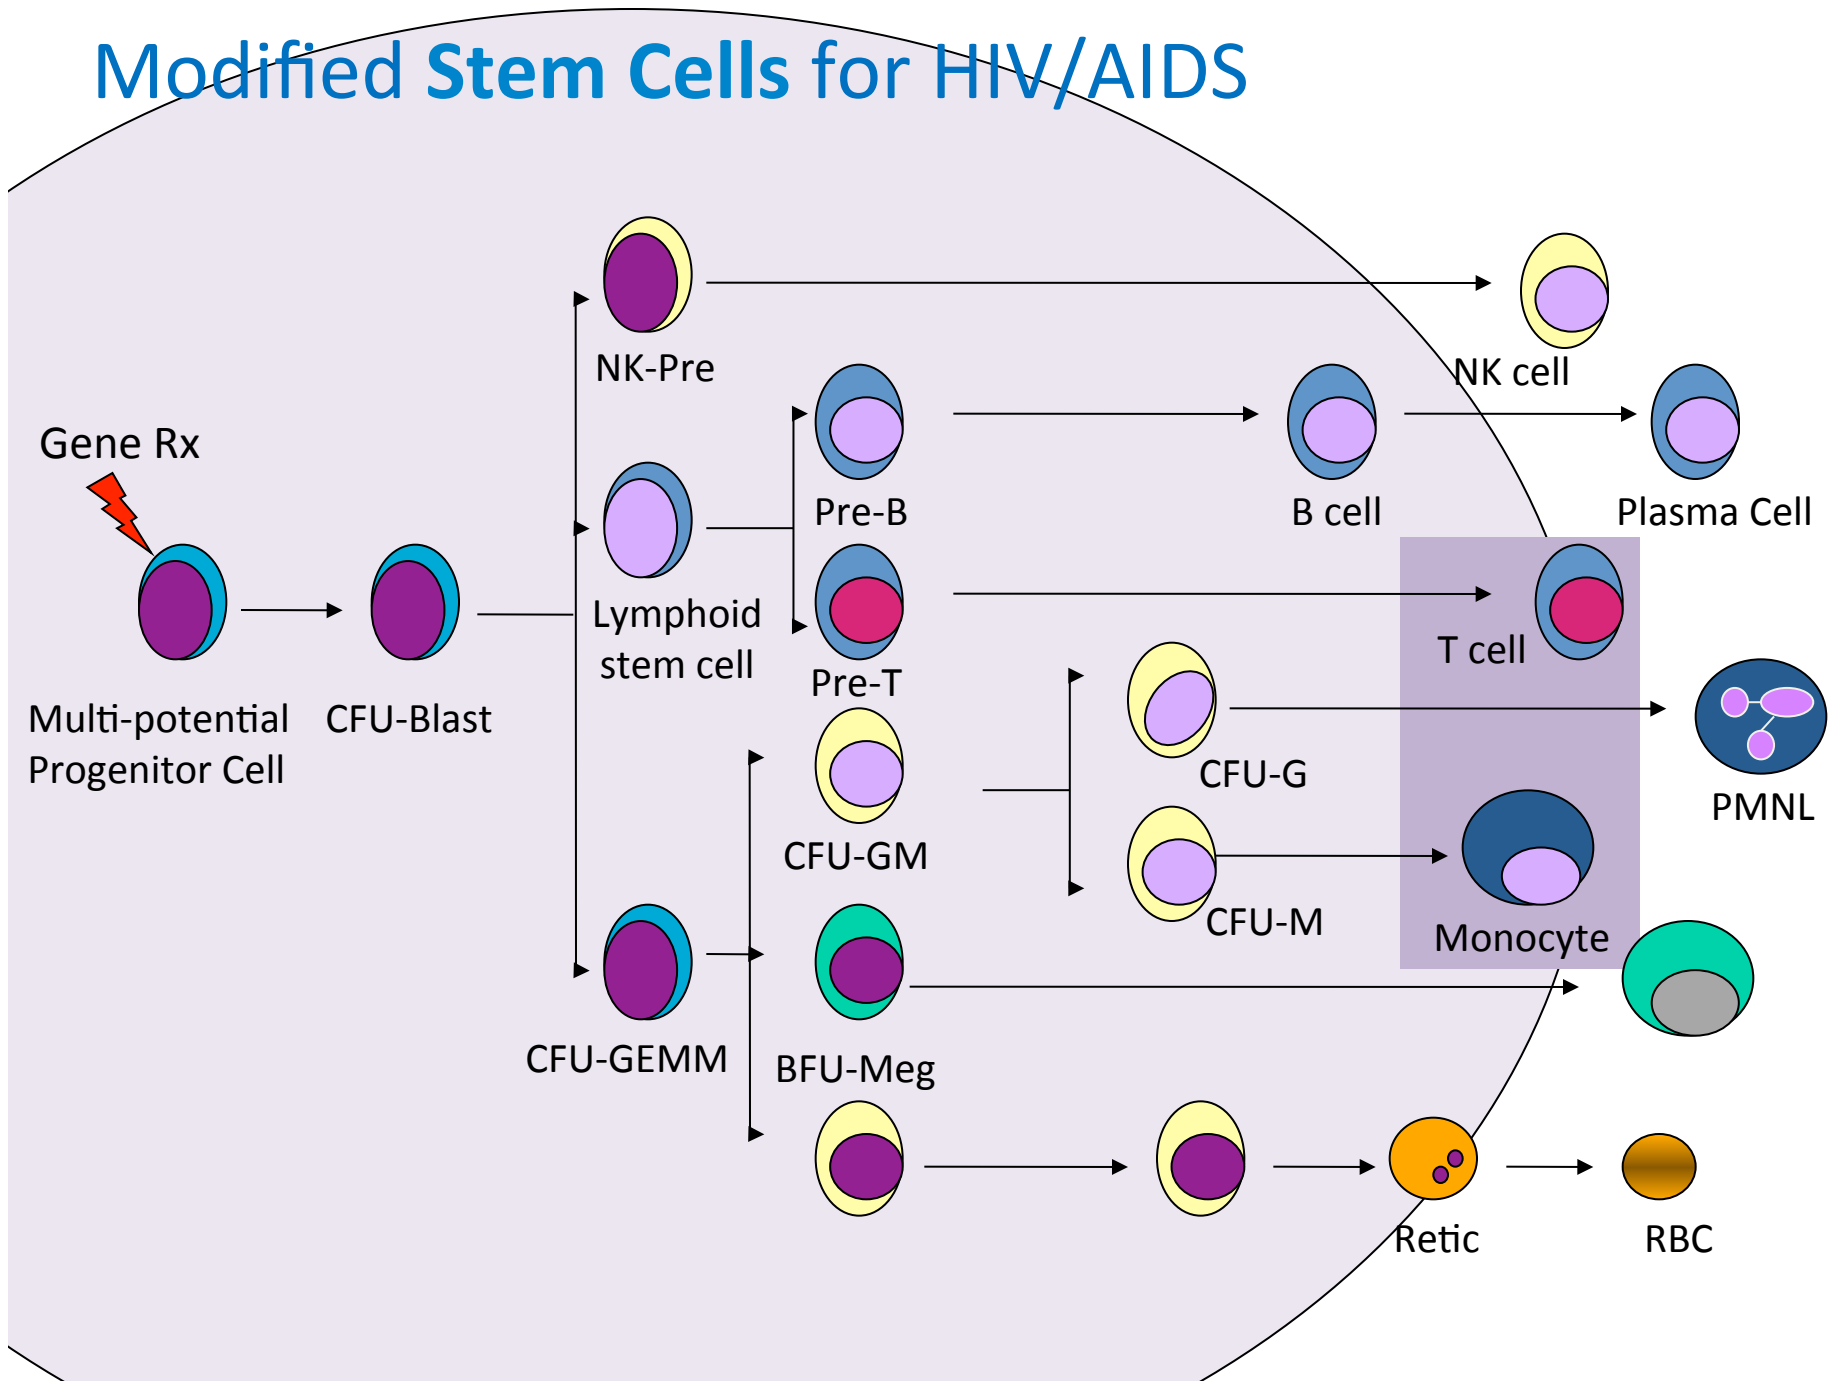 Modified Stem Cells for HIV/AIDS
NK-Pre
NK cell
Gene Rx
Pre-B
B cell
Plasma Cell
Lymphoid
stem cell
Pre-T
T cell
Multi-potential
Progenitor Cell
CFU-Blast
CFU-G
PMNL
CFU-GM
CFU-M
Monocyte
CFU-GEMM
BFU-Meg
Retic
RBC